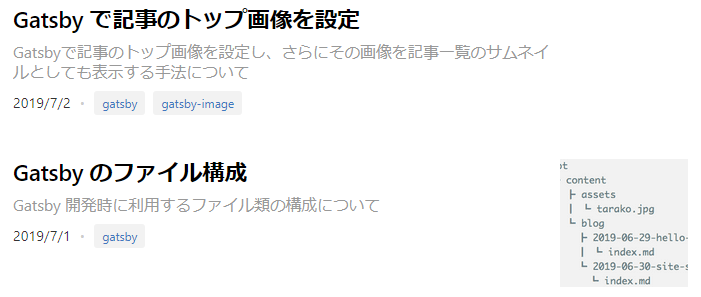 Gatsby で記事のトップ画像を設定
Gatsbyで記事のトップ画像を設定し、さらにその画像を記事一覧のサムネイ
ルとしても表示する手法について
2019/7/2 • gatsby gatsby-image
Gatsby のファイル構成
Gatsby 開発時に利用するファイル類の構成について
2019/7/1 • gatsby
ot
content
├ assets
│ └ tarako.jpg
└ blog
├ 2019-06-29-hello-
│ └ index.md
└ 2019-06-30-site-s
└ index.md